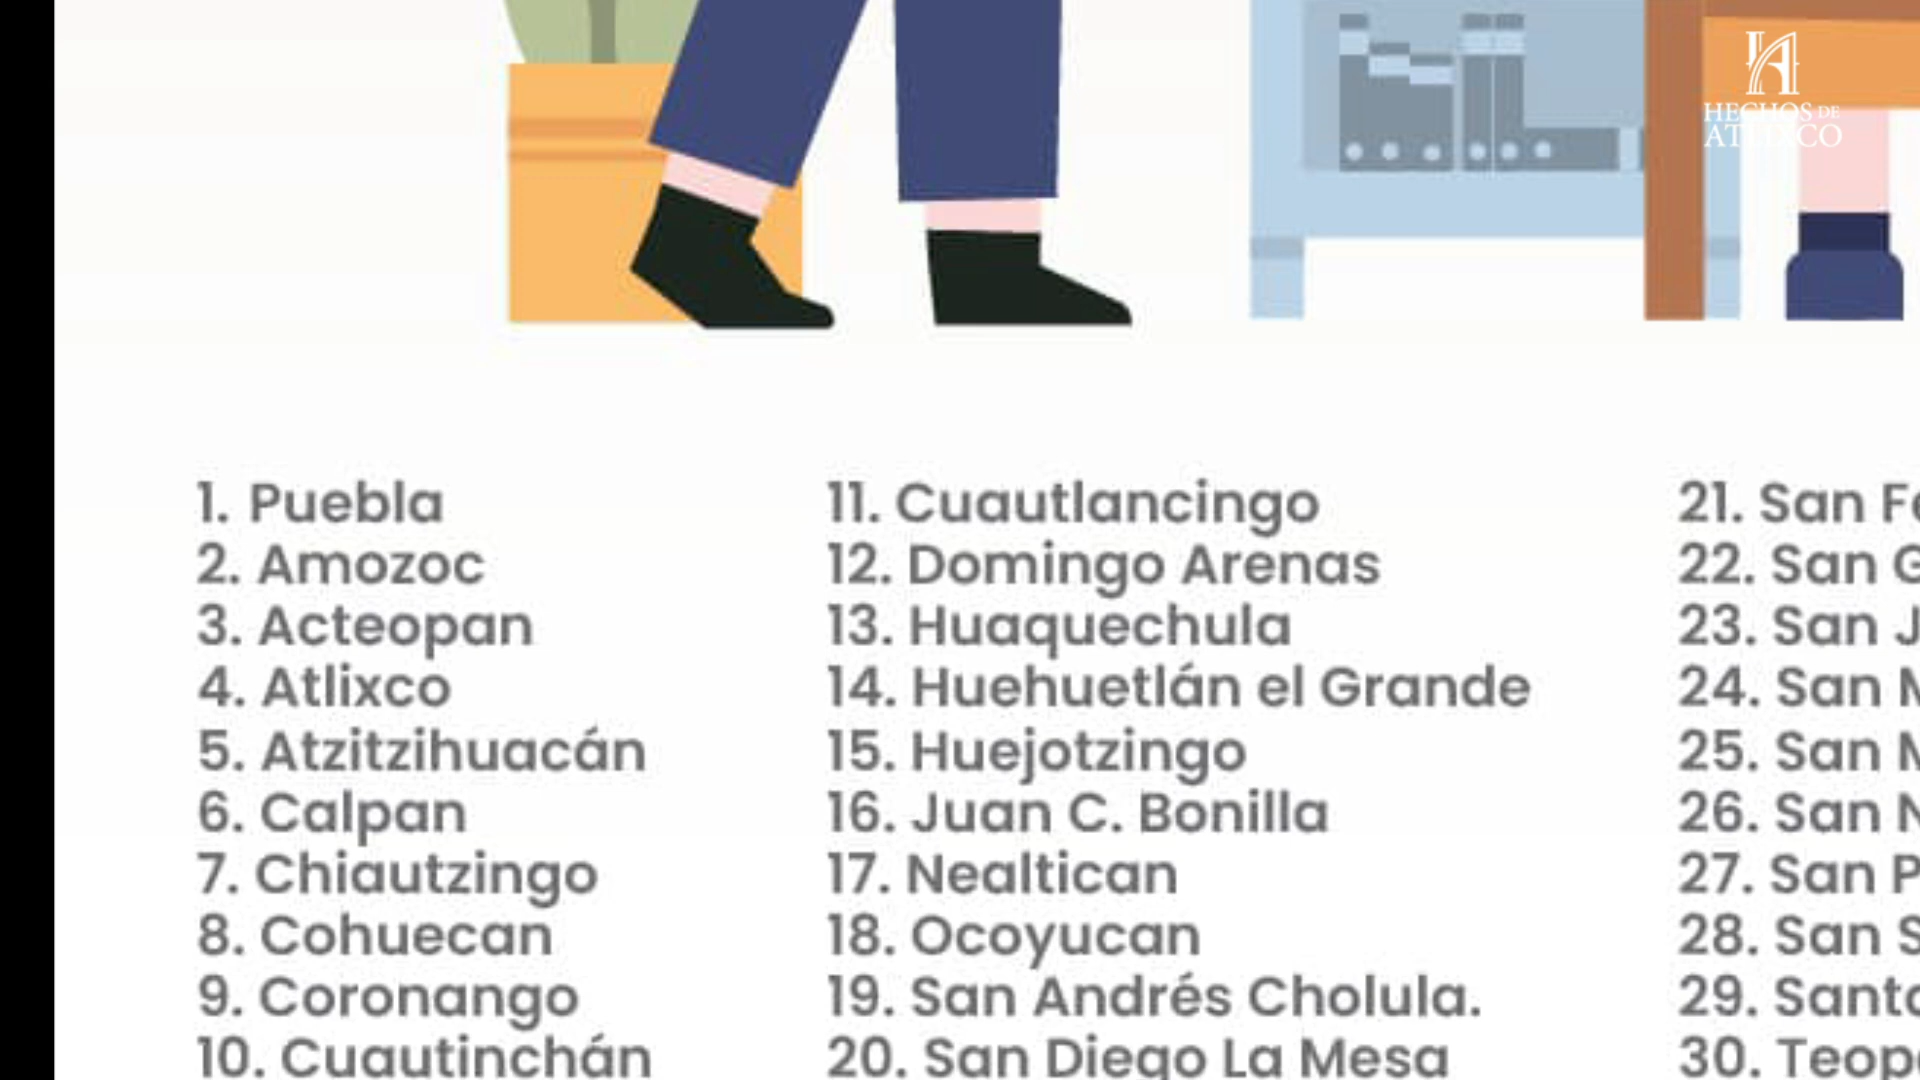 HECHOS DE
ATLIXCO
1. Puebla
2. Amozoc
3. Acteopan
4. Atlixco
5. Atzitzihuacán
6. Calpan
7. Chiautzingo
8. Cohuecan
9. Coronango
10. Cuautinchán
11. Cuautlancingo
12. Domingo Arenas
13. Huaquechula
14. Huehuetlán el Grande
15. Huejotzingo
16. Juan C. Bonilla
17. Nealtican
18. Ocoyucan
19. San Andrés Cholula.
20. San Diego La Mesa
21. San
22. San
23. San
24. San
25. San
26. San
27. San
28. San
29.
30.